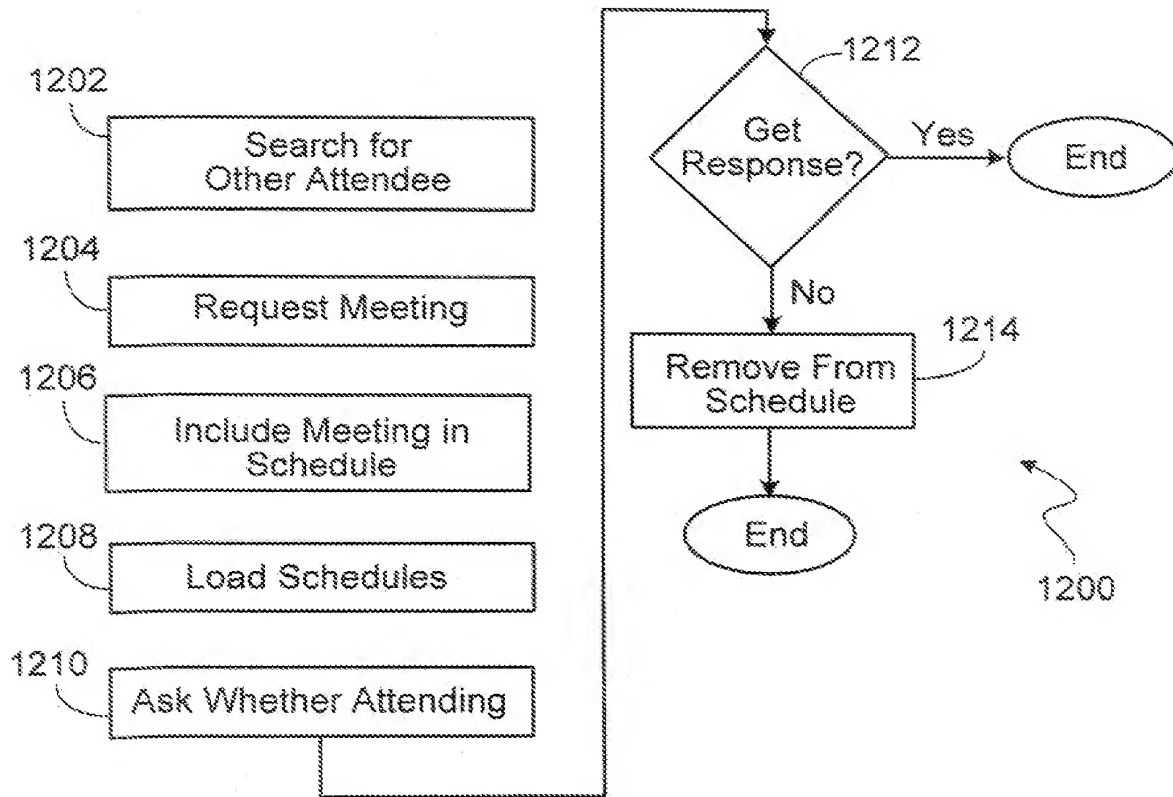 1202
Search for
Other Attendee
1204
Request Meeting
1206
Include Meeting in
Schedule
1208
Load Schedules
1210
Ask Whether Attending
1212
Get
Response?
Yes
End
No
1214
Remove From
Schedule
End
1200